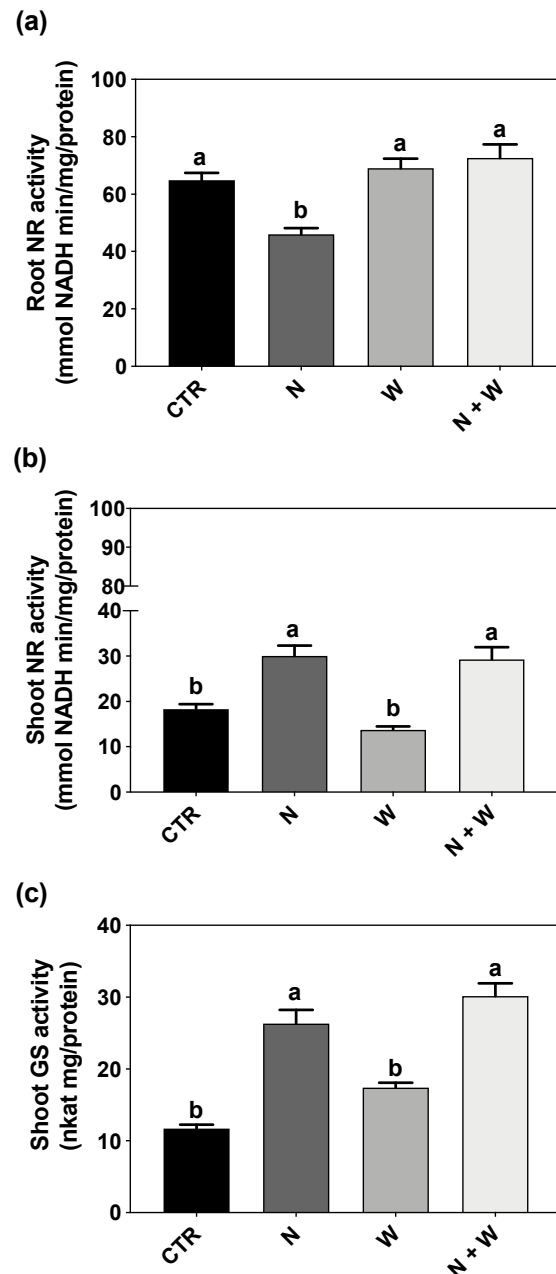 (a)
Root NR activity
(mmol NADH min/mg/protein)
100
80
60
40
20
0
a
b
a
a
CTR
N
W
N + W
(b)
Shoot NR activity
(mmol NADH min/mg/protein)
100
90
80
40
30
20
10
0
b
a
b
a
CTR
N
W
N + W
(c)
Shoot GS activity
(nkat mg/protein)
40
30
20
10
0
b
a
b
a
CTR
N
W
N + W